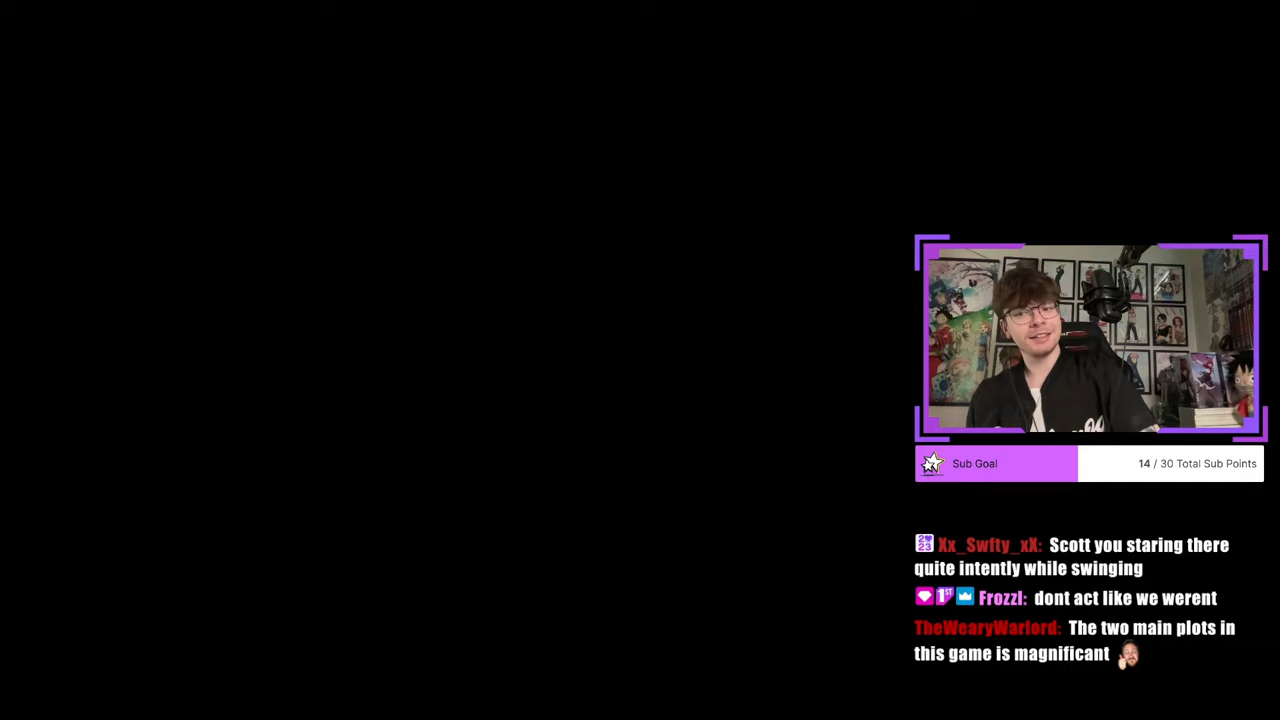 Sub Goal
14 / 30 Total Sub Points
Xx_Swfty_xX: Scott you staring there
quite intently while swinging
1ST Frozzl: dont act like we werent
TheWearyWarlord: The two main plots in
this game is magnificant